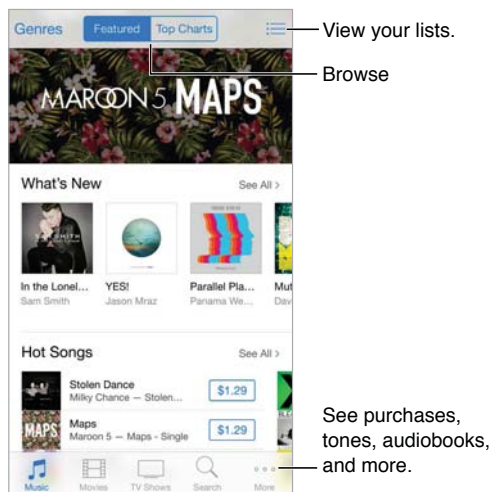 Genres Featured Top Charts
View your lists.
Browse
MAROON 5 MAPS
What's New See All >
In the Lonel... YES! Parallel Pla... Mut
Sam Smith Jason Mraz Panama We... Dav
Hot Songs See All >
Stolen Dance
Milky Chance — Stolen... $1.29
MAPS Maps
Maroon 5 — Maps - Single $1.29
See purchases,
tones, audiobooks,
and more.
Music Movies TV Shows Search More